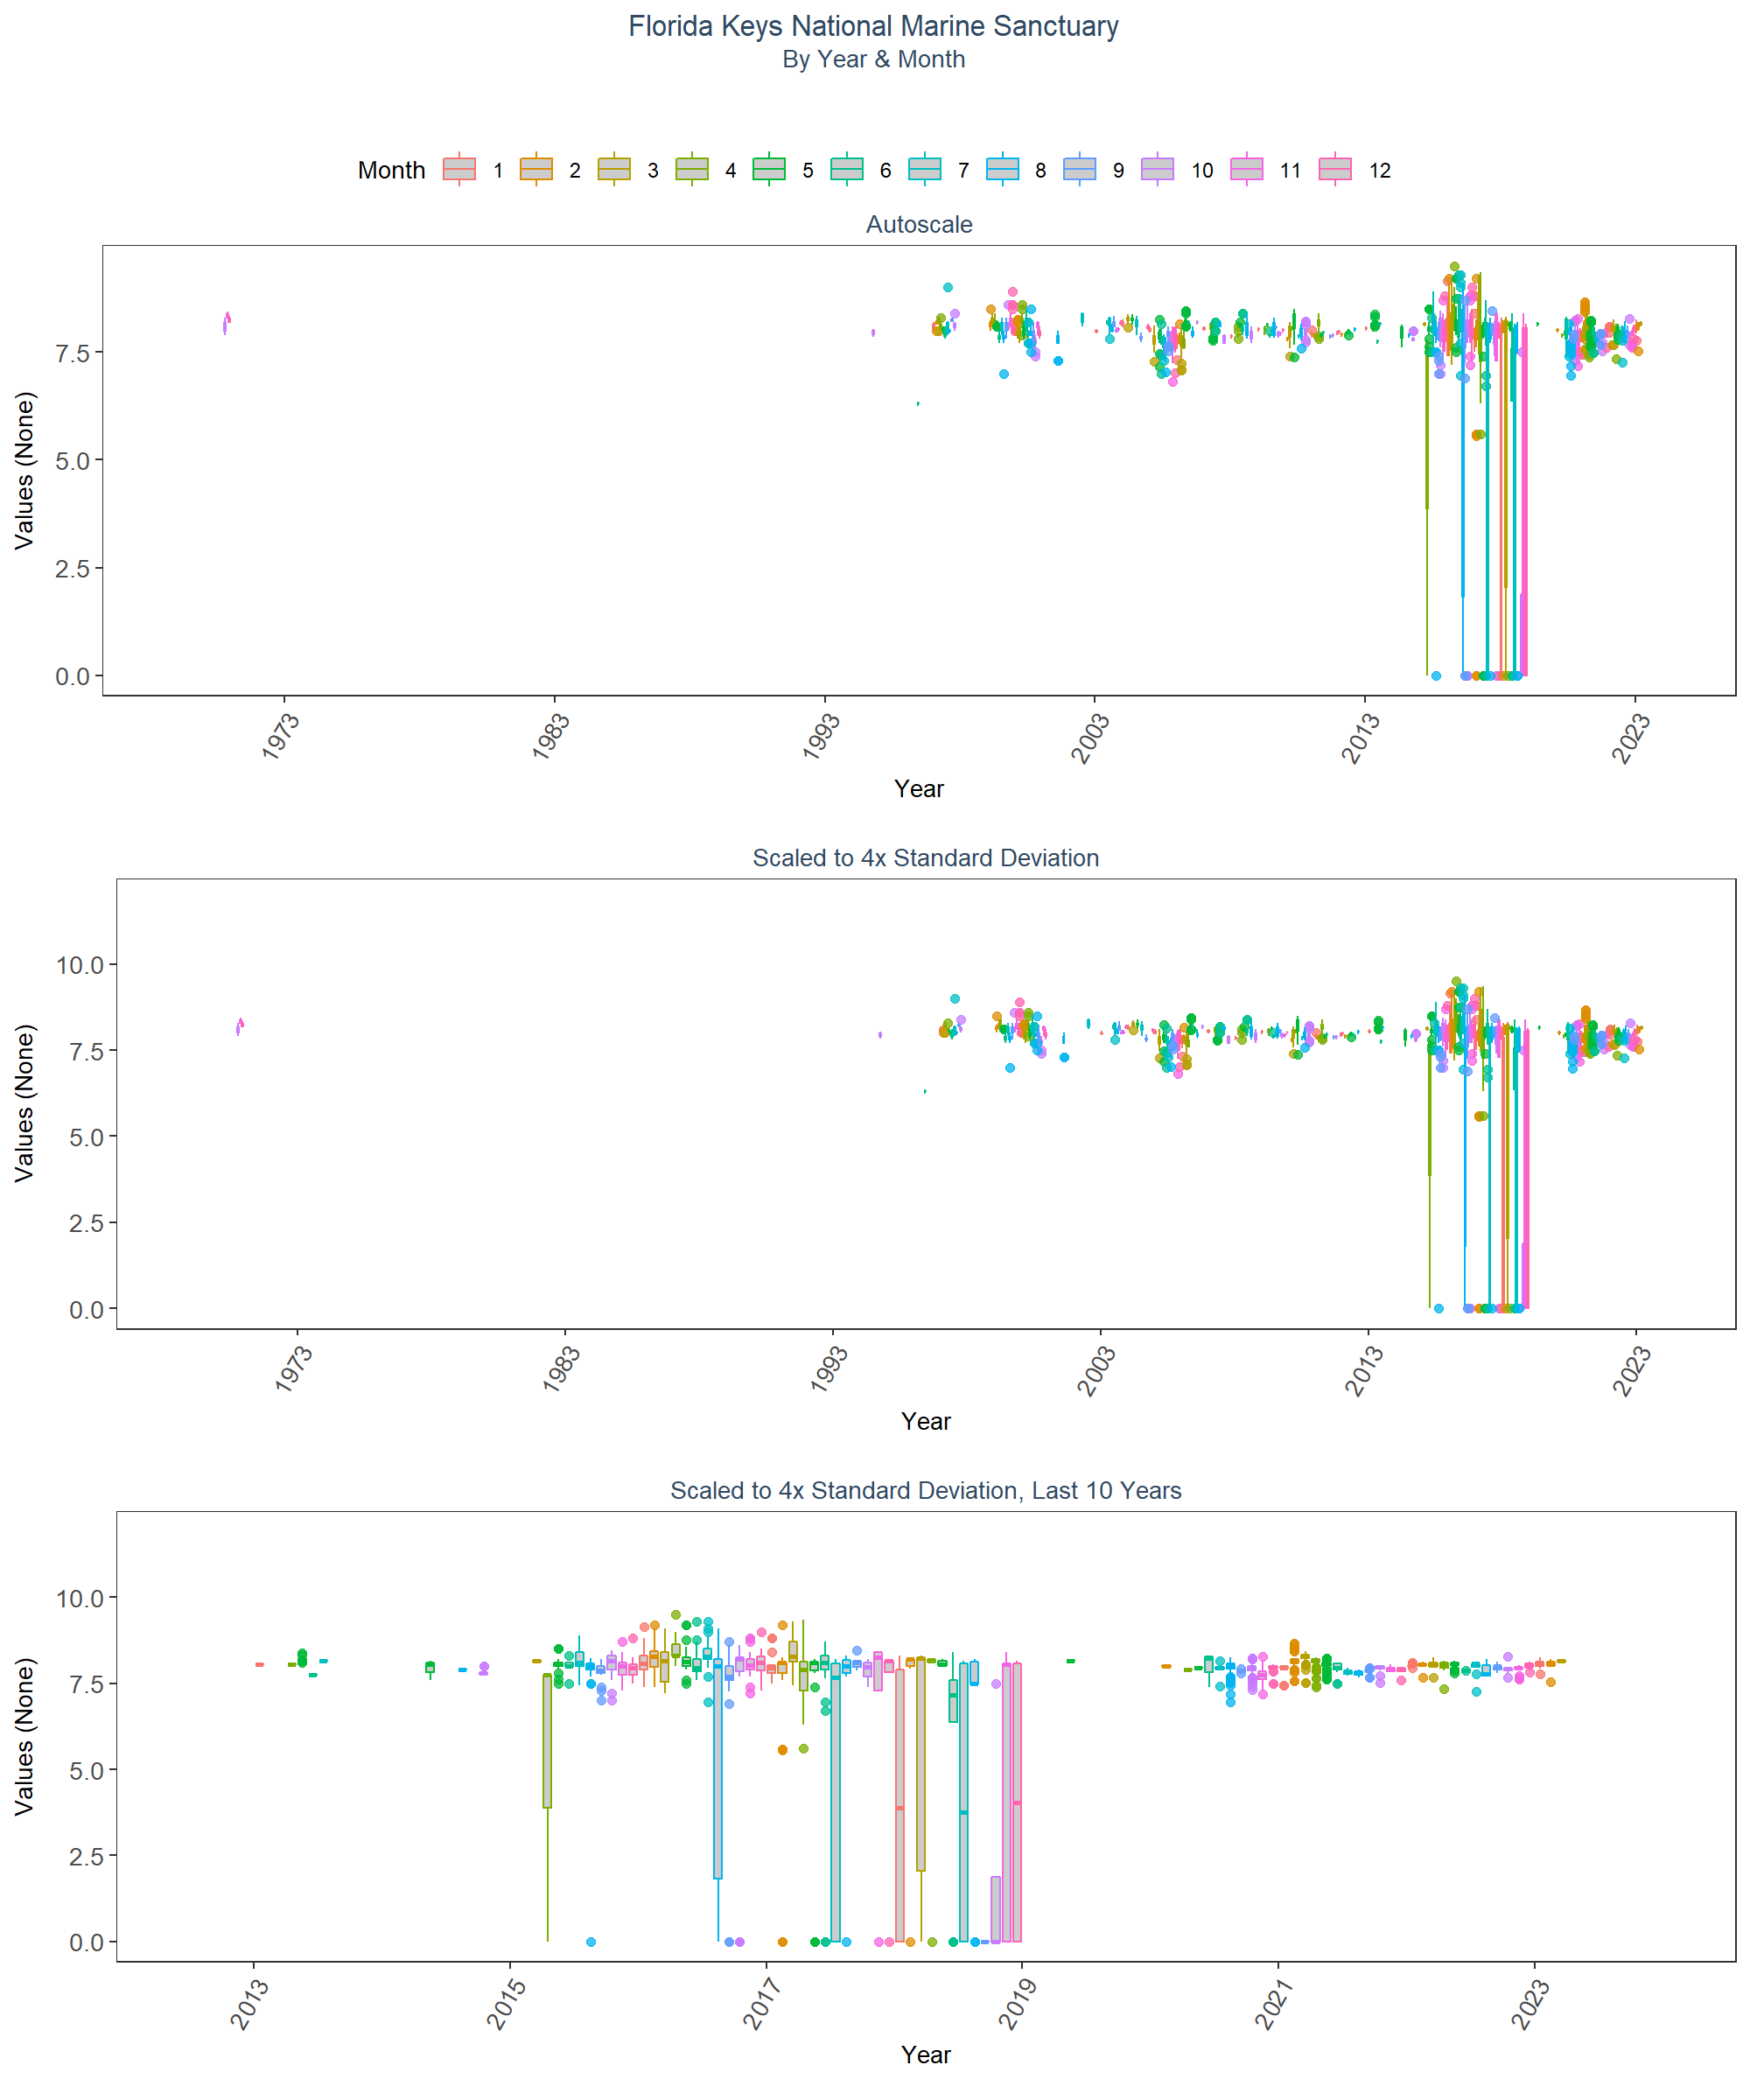 Florida Keys National Marine Sanctuary
By Year & Month
Month 1 2 3 4 5 6 7 8 9 10 11 12
Autoscale
Values (None)
7.5
5.0
2.5
0.0
1973 1983 1993 2003 2013 2023
Year
Scaled to 4x Standard Deviation
Values (None)
10.0
7.5
5.0
2.5
0.0
1973 1983 1993 2003 2013 2023
Year
Scaled to 4x Standard Deviation, Last 10 Years
Values (None)
10.0
7.5
5.0
2.5
0.0
2013 2015 2017 2019 2021 2023
Year